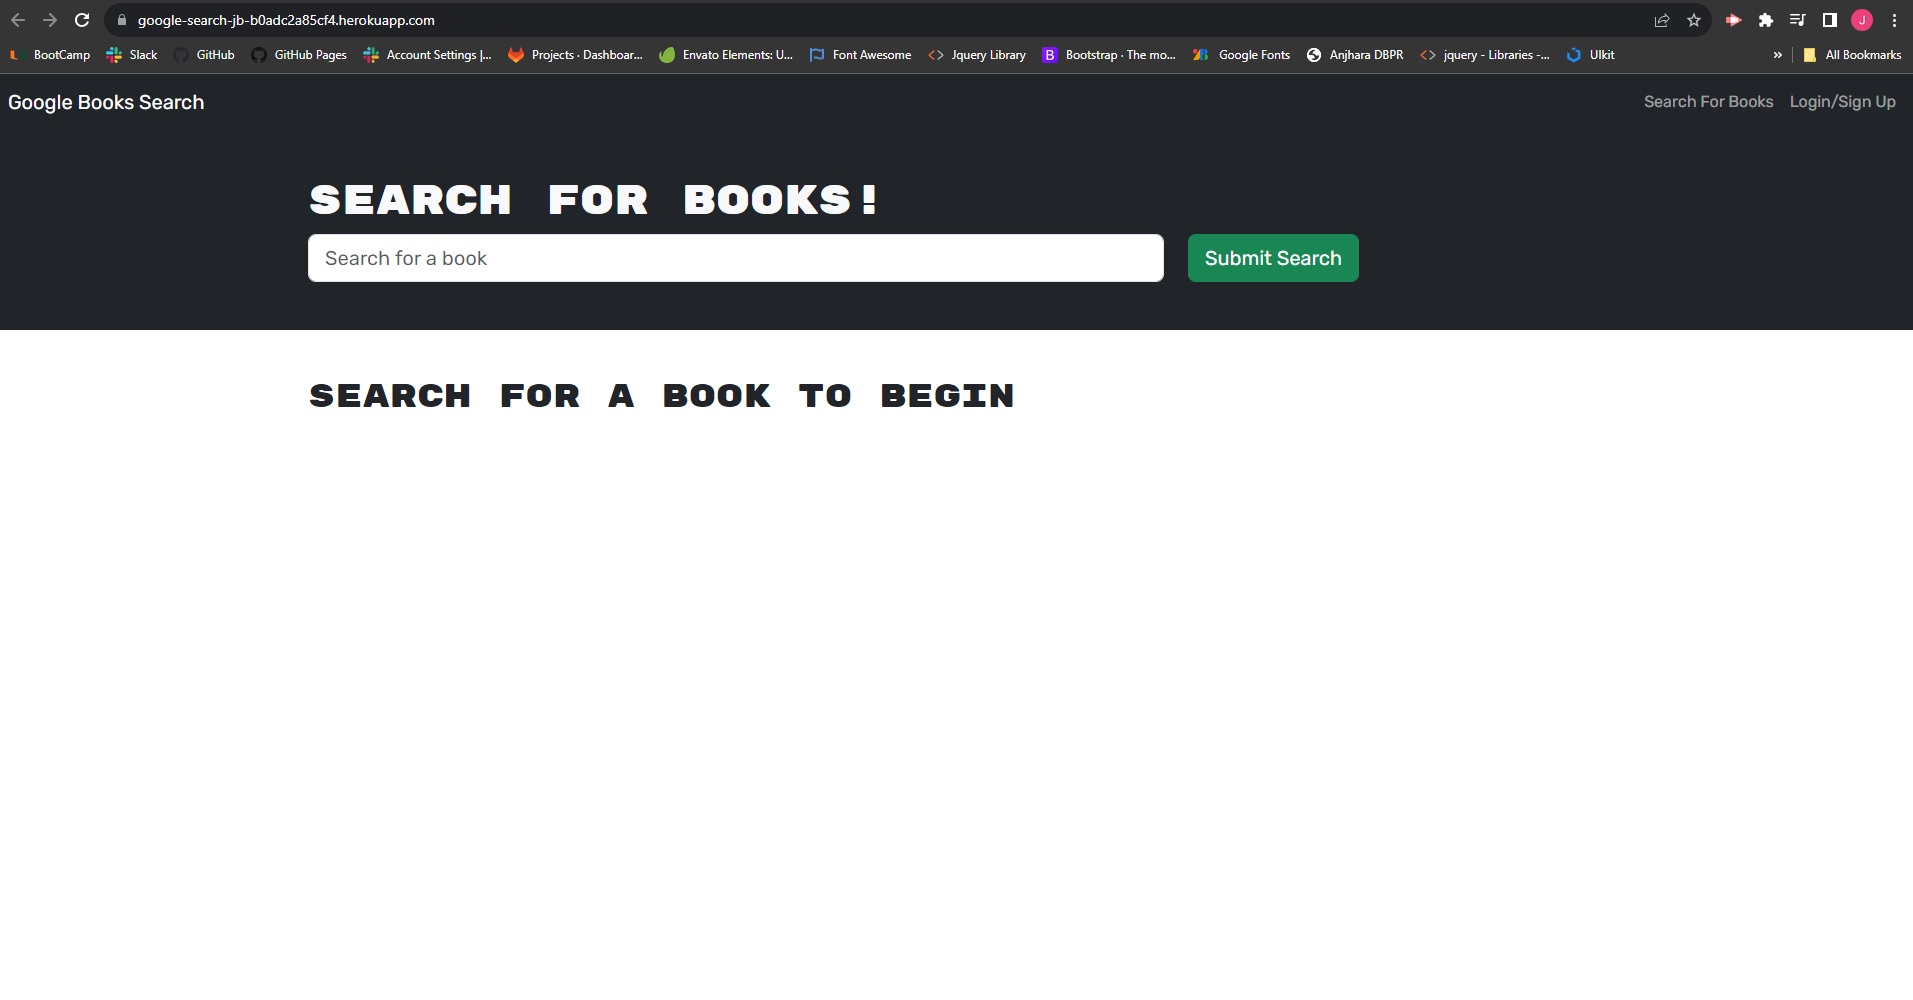 google-search-jb-b0adc2a85cf4.herokuapp.com
J
BootCamp Slack GitHub GitHub Pages Account Settings |... Projects · Dashboar... Envato Elements: U... Font Awesome Jquery Library B Bootstrap · The mo... Google Fonts Anjhara DBPR jquery - Libraries -... UIkit » All Bookmarks
Google Books Search Search For Books Login/Sign Up
SEARCH FOR BOOKS!
Search for a book Submit Search
SEARCH FOR A BOOK TO BEGIN